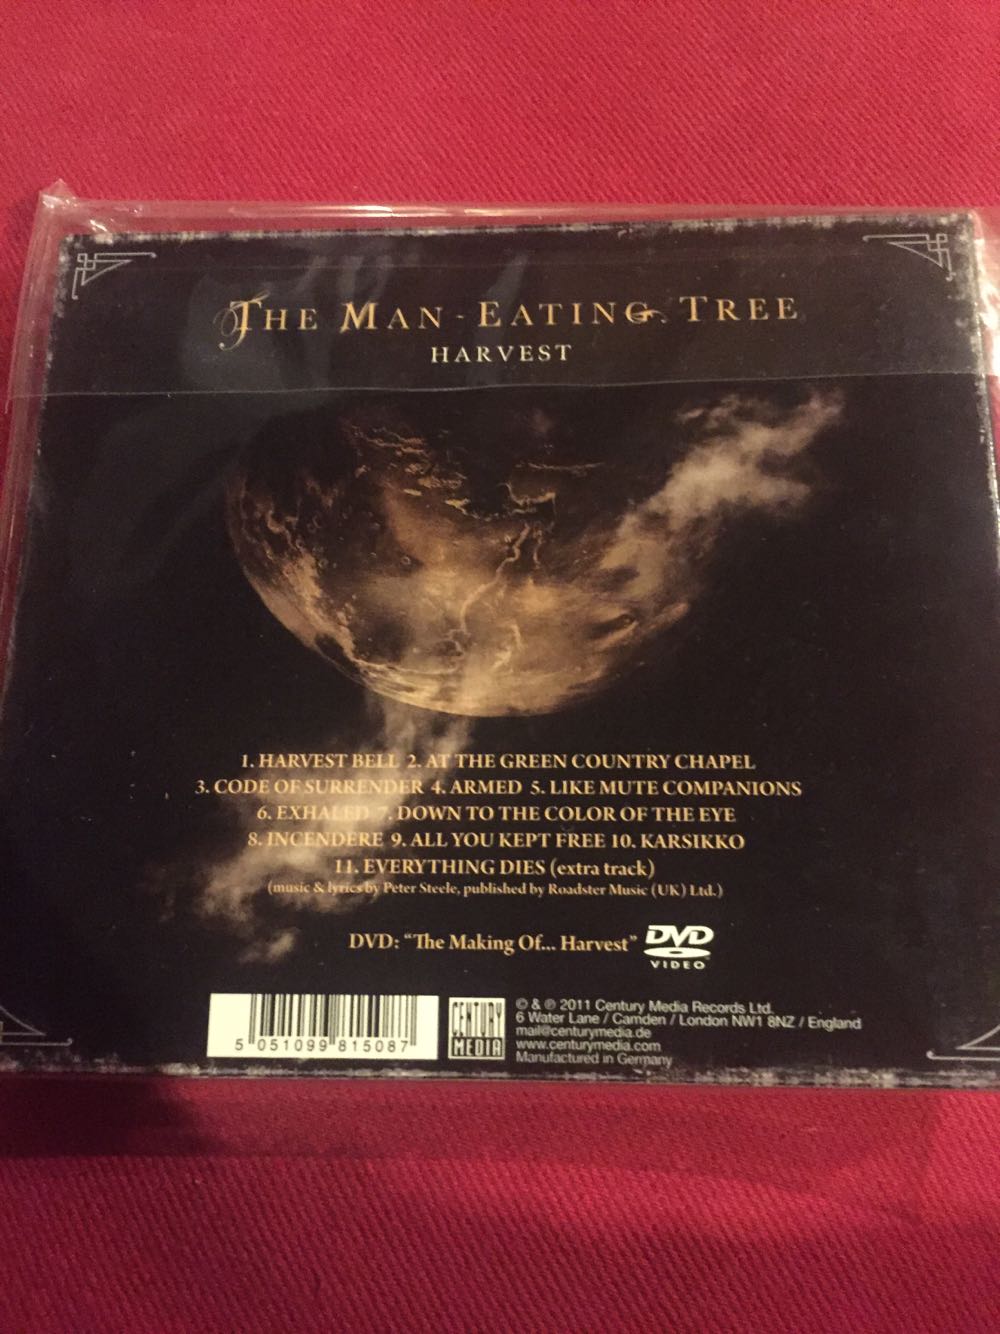 THE MAN-EATING TREE
HARVEST
1. HARVEST BELL 2. AT THE GREEN COUNTRY CHAPEL
3. CODE OF SURRENDER 4. ARMED 5. LIKE MUTE COMPANIONS
6. EXHALED 7. DOWN TO THE COLOR OF THE EYE
8. INCENDERE 9. ALL YOU KEPT FREE 10. KARSIKKO
11. EVERYTHING DIES (extra track)
(music & lyrics by Peter Steele, published by Roadster Music (UK) Ltd.)
DVD: "The Making Of... Harvest" DVD
VIDEO
5 051099 815087
CENTURY
MEDIA
© & ℗ 2011 Century Media Records Ltd.
6 Water Lane / Camden / London NW1 8NZ / England
mail@centurymedia.de
www.centurymedia.com
Manufactured in Germany